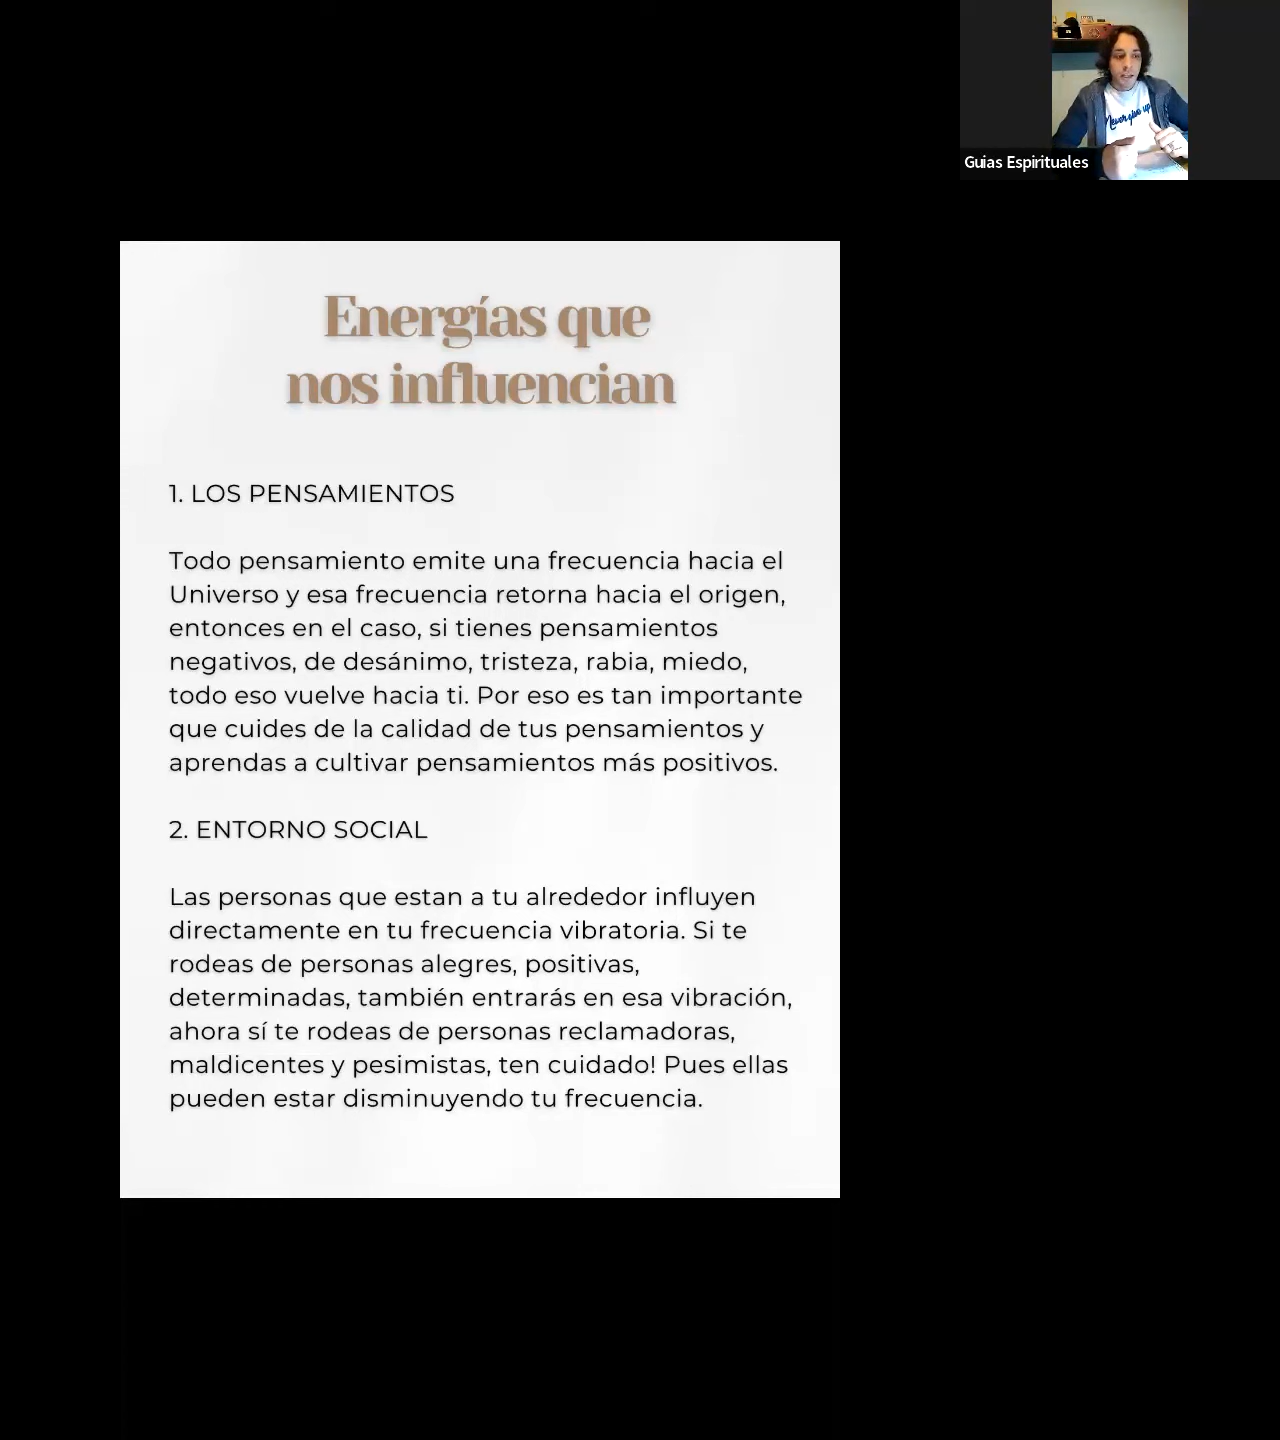 Never give up
Guias Espirituales
Energías que
nos influencian
1. LOS PENSAMIENTOS
Todo pensamiento emite una frecuencia hacia el
Universo y esa frecuencia retorna hacia el origen,
entonces en el caso, si tienes pensamientos
negativos, de desánimo, tristeza, rabia, miedo,
todo eso vuelve hacia ti. Por eso es tan importante
que cuides de la calidad de tus pensamientos y
aprendas a cultivar pensamientos más positivos.
2. ENTORNO SOCIAL
Las personas que estan a tu alrededor influyen
directamente en tu frecuencia vibratoria. Si te
rodeas de personas alegres, positivas,
determinadas, también entrarás en esa vibración,
ahora sí te rodeas de personas reclamadoras,
maldicentes y pesimistas, ten cuidado! Pues ellas
pueden estar disminuyendo tu frecuencia.